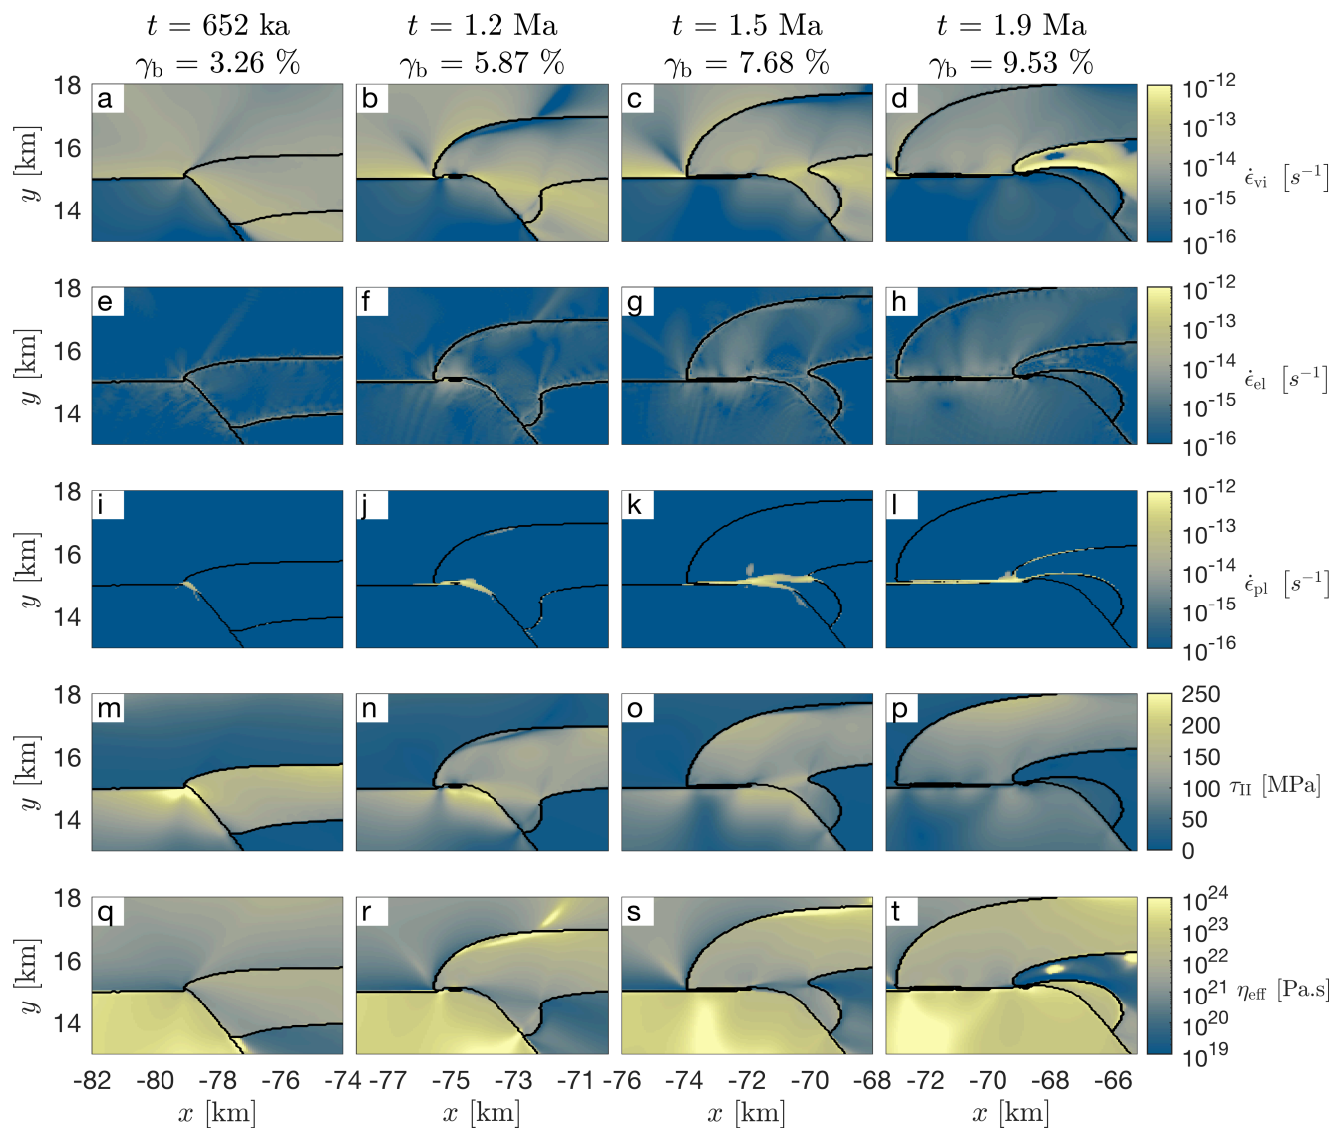 t = 652 ka t = 1.2 Ma t = 1.5 Ma t = 1.9 Ma
γb = 3.26 % γb = 5.87 % γb = 7.68 % γb = 9.53 %
a b c d
18
16
14
y [km]
10-12
10-13
10-14
10-15
10-16
ε̇vi [s−1]
e f g h
18
16
14
y [km]
10-12
10-13
10-14
10-15
10-16
ε̇el [s−1]
i j k l
18
16
14
y [km]
10-12
10-13
10-14
10-15
10-16
ε̇pl [s−1]
m n o p
18
16
14
y [km]
250
200
150
100
50
0
τII [MPa]
q r s t
18
16
14
y [km]
1024
1023
1022
1021
1020
1019
ηeff [Pa.s]
-82 -80 -78 -76 -74 -77 -75 -73 -71 -76 -74 -72 -70 -68 -72 -70 -68 -66
x [km] x [km] x [km] x [km]